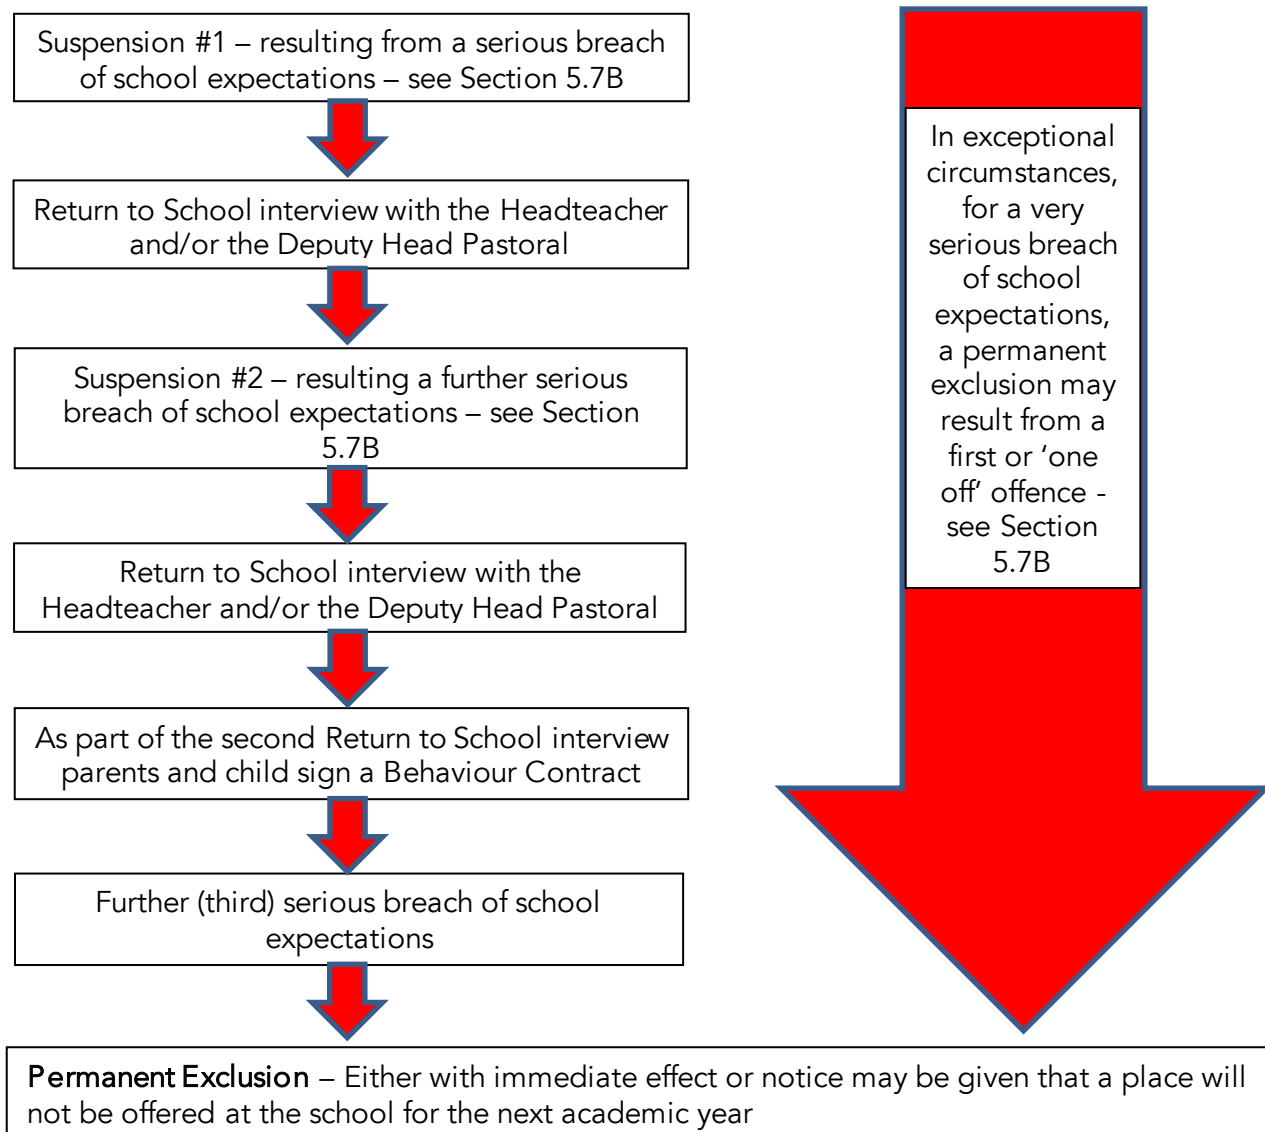 Suspension #1 – resulting from a serious breach
of school expectations – see Section 5.7B
Return to School interview with the Headteacher
and/or the Deputy Head Pastoral
Suspension #2 – resulting a further serious
breach of school expectations – see Section
5.7B
Return to School interview with the
Headteacher and/or the Deputy Head Pastoral
As part of the second Return to School interview
parents and child sign a Behaviour Contract
Further (third) serious breach of school
expectations
In exceptional
circumstances,
for a very
serious breach
of school
expectations,
a permanent
exclusion may
result from a
first or ‘one
off’ offence -
see Section
5.7B
Permanent Exclusion – Either with immediate effect or notice may be given that a place will
not be offered at the school for the next academic year